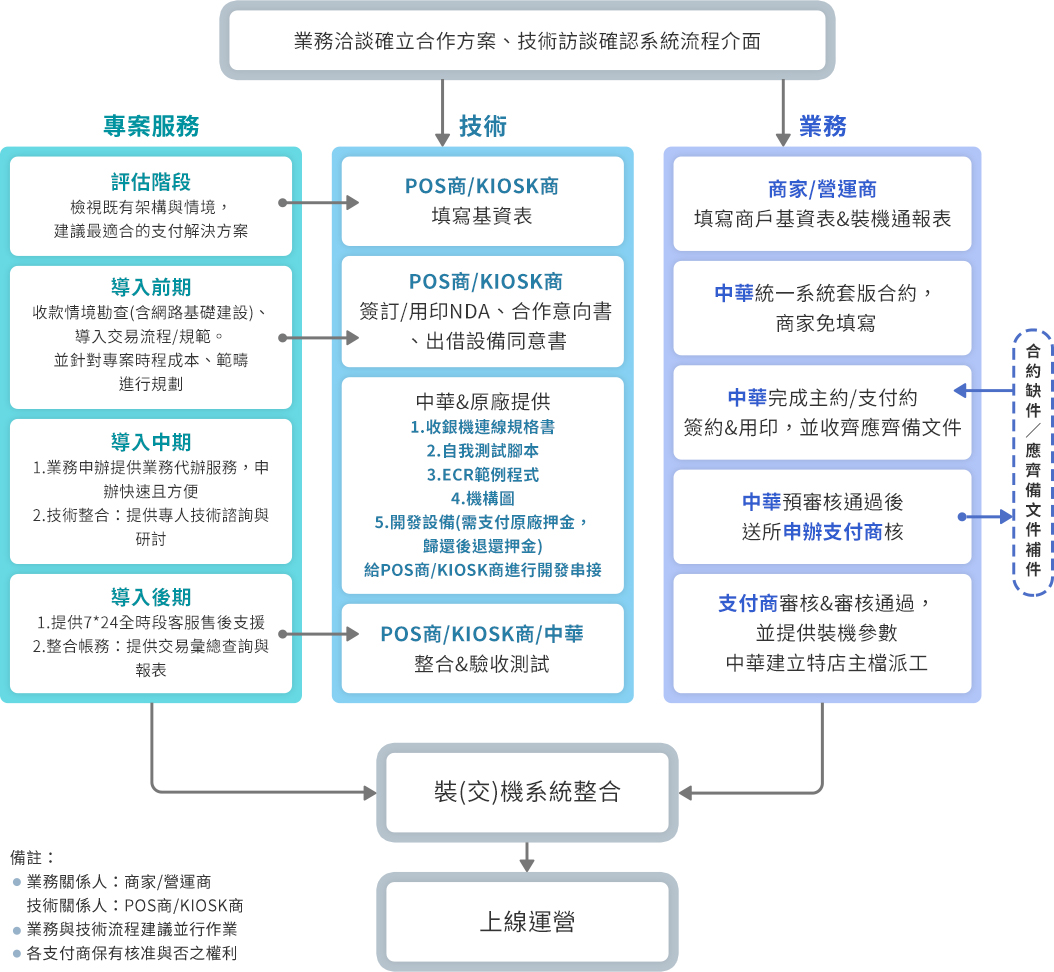 業務洽談確立合作方案、技術訪談確認系統流程介面
專案服務
評估階段
檢視既有架構與情境，
建議最適合的支付解決方案
導入前期
收款情境勘查(含網路基礎建設)、
導入交易流程/規範。
並針對專案時程成本、範疇
進行規劃
導入中期
1.業務申辦提供業務代辦服務，申
辦快速且方便
2.技術整合：提供專人技術諮詢與
研討
導入後期
1.提供7*24全時段客服售後支援
2.整合帳務：提供交易彙總查詢與
報表
技術
POS商/KIOSK商
填寫基資表
POS商/KIOSK商
簽訂/用印NDA、合作意向書
、出借設備同意書
中華&原廠提供
1.收銀機連線規格書
2.自我測試腳本
3.ECR範例程式
4.機構圖
5.開發設備(需支付原廠押金，
歸還後退還押金)
給POS商/KIOSK商進行開發串接
POS商/KIOSK商/中華
整合&驗收測試
業務
商家/營運商
填寫商戶基資表&裝機通報表
中華統一系統套版合約，
商家免填寫
中華完成主約/支付約
簽約&用印，並收齊應齊備文件
中華預審核通過後
送所申辦支付商核
支付商審核&審核通過，
並提供裝機參數
中華建立特店主檔派工
合約缺件／應齊備文件補件
裝(交)機系統整合
上線運營
備註：
業務關係人：商家/營運商
技術關係人：POS商/KIOSK商
業務與技術流程建議並行作業
各支付商保有核准與否之權利